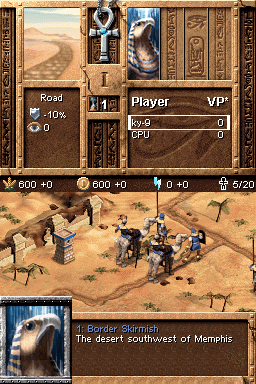 I
Road
-10%
0
1
Player VP*
ky-9 0
CPU 0
600 +0 600 +0 0 +0 5/20
1: Border Skirmish
The desert southwest of Memphis